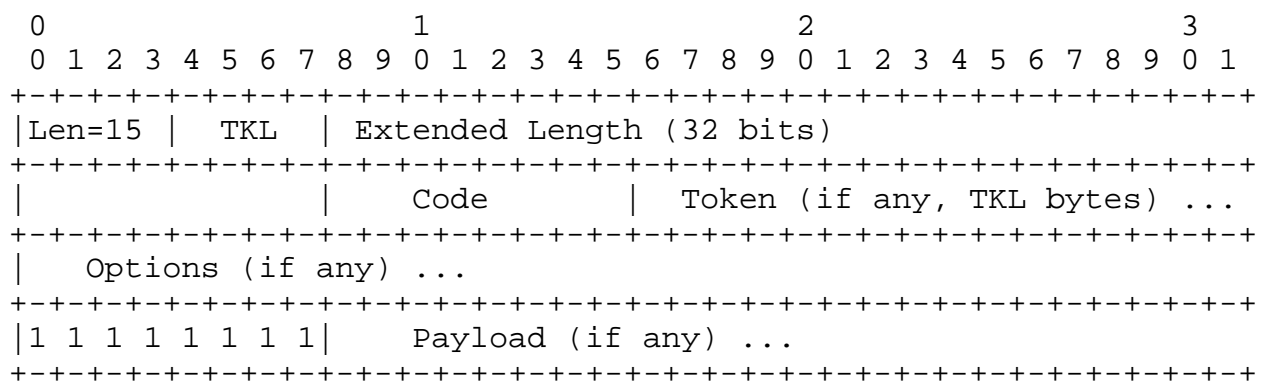 0                   1                   2                   3
 0 1 2 3 4 5 6 7 8 9 0 1 2 3 4 5 6 7 8 9 0 1 2 3 4 5 6 7 8 9 0 1
+-+-+-+-+-+-+-+-+-+-+-+-+-+-+-+-+-+-+-+-+-+-+-+-+-+-+-+-+-+-+-+-+
|Len=15 |  TKL  | Extended Length (32 bits)
+-+-+-+-+-+-+-+-+-+-+-+-+-+-+-+-+-+-+-+-+-+-+-+-+-+-+-+-+-+-+-+-+
|               |    Code       |  Token (if any, TKL bytes) ...
+-+-+-+-+-+-+-+-+-+-+-+-+-+-+-+-+-+-+-+-+-+-+-+-+-+-+-+-+-+-+-+-+
|   Options (if any) ...
+-+-+-+-+-+-+-+-+-+-+-+-+-+-+-+-+-+-+-+-+-+-+-+-+-+-+-+-+-+-+-+-+
|1 1 1 1 1 1 1 1|    Payload (if any) ...
+-+-+-+-+-+-+-+-+-+-+-+-+-+-+-+-+-+-+-+-+-+-+-+-+-+-+-+-+-+-+-+-+